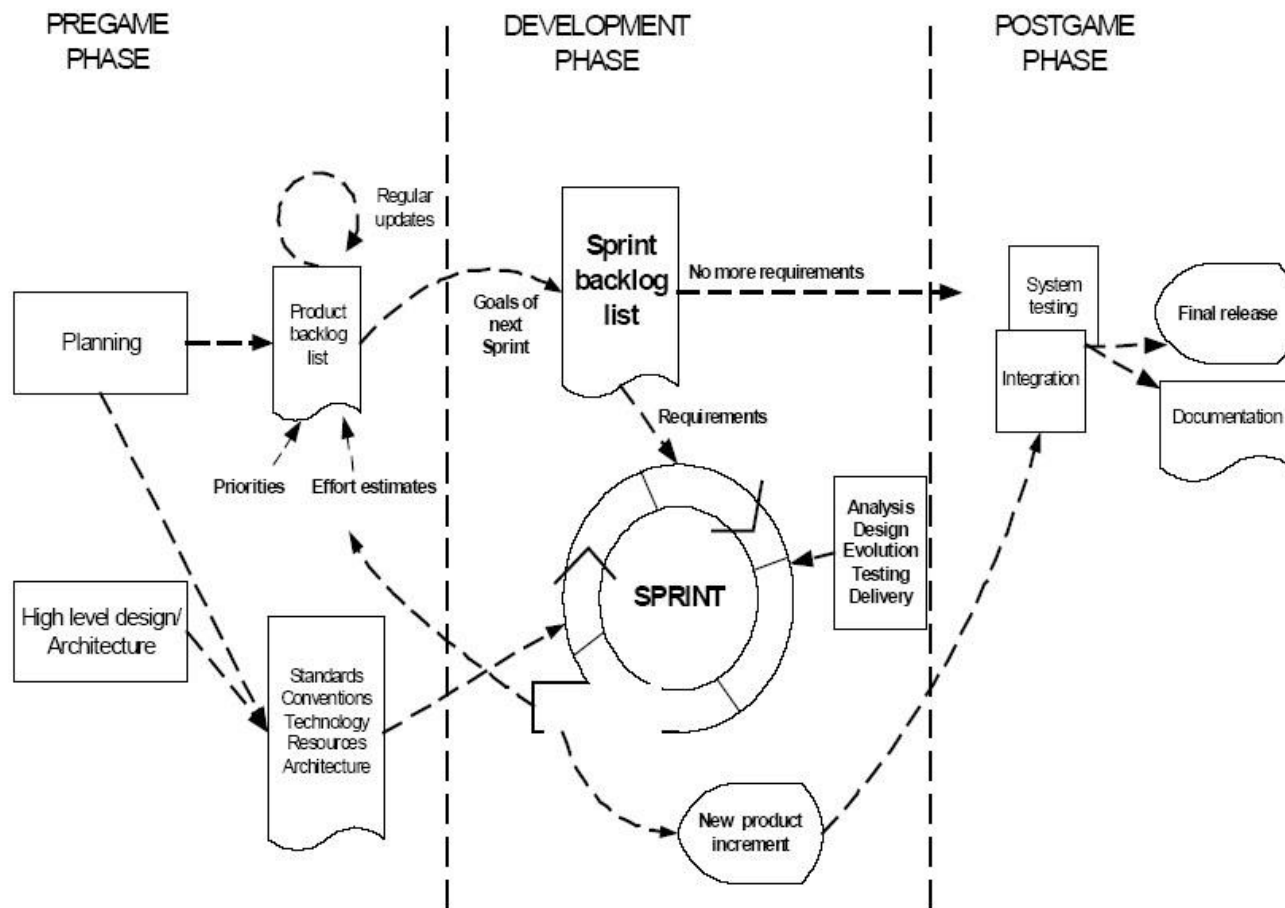 PREGAME
PHASE
DEVELOPMENT
PHASE
POSTGAME
PHASE
Regular
updates
Planning
Product
backlog
list
Priorities
Effort estimates
High level design/
Architecture
Standards
Conventions
Technology
Resources
Architecture
Goals of
next
Sprint
Sprint
backlog
list
No more requirements
Requirements
SPRINT
Analysis
Design
Evolution
Testing
Delivery
New product
increment
System
testing
Integration
Final release
Documentation